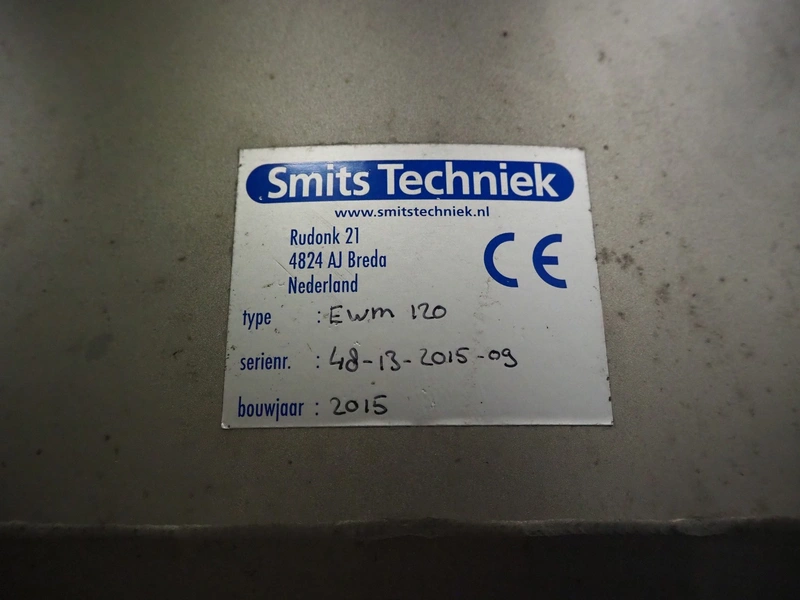 Smits Techniek
www.smitstechniek.nl
Rudonk 21
4824 AJ Breda
Nederland
CE
type : EWM 120
serienr. : 48-13-2015-09
bouwjaar : 2015